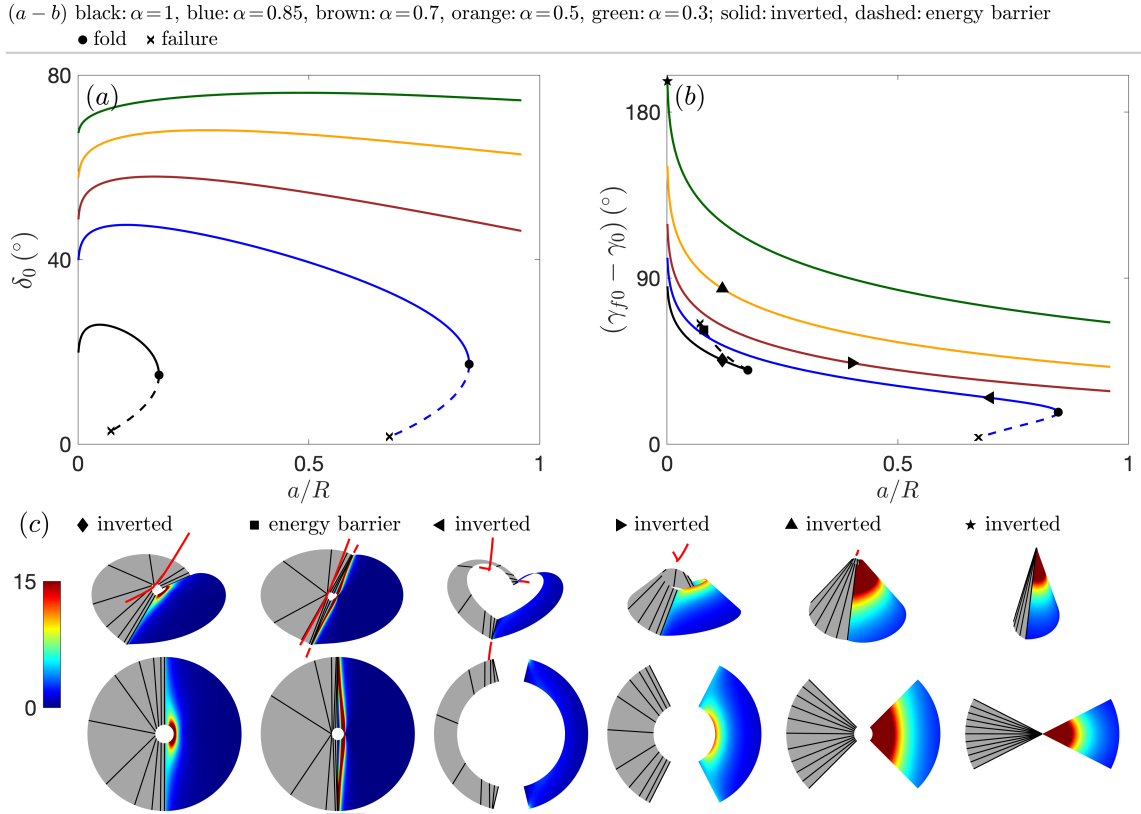 (a − b) black: α = 1, blue: α = 0.85, brown: α = 0.7, orange: α = 0.5, green: α = 0.3; solid: inverted, dashed: energy barrier
● fold × failure
(a)
80
40
0
δ₀ (°)
0 0.5 1
a/R
(b)
180
90
0
(γ_{f0} − γ₀) (°)
0 0.5 1
a/R
(c)
◆ inverted
■ energy barrier
◀ inverted
▶ inverted
▲ inverted
★ inverted
15
0